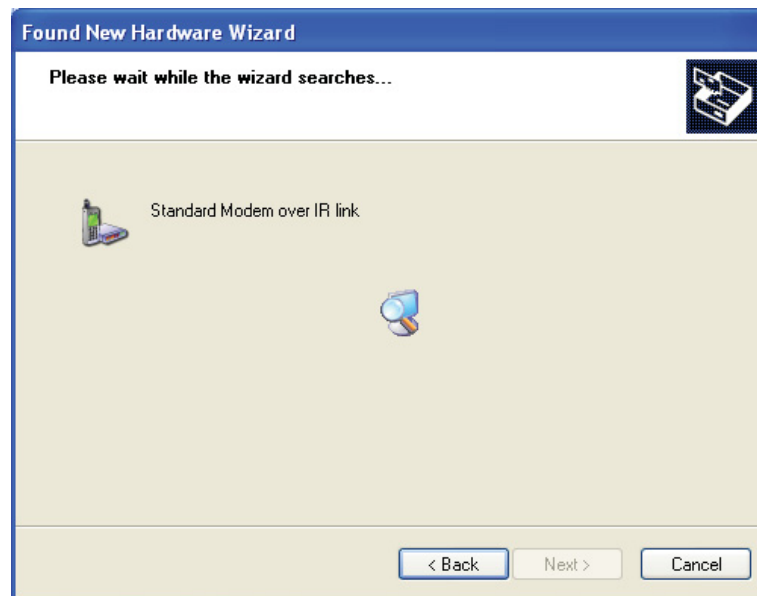 Found New Hardware Wizard
Please wait while the wizard searches...
Standard Modem over IR link
< Back Next > Cancel